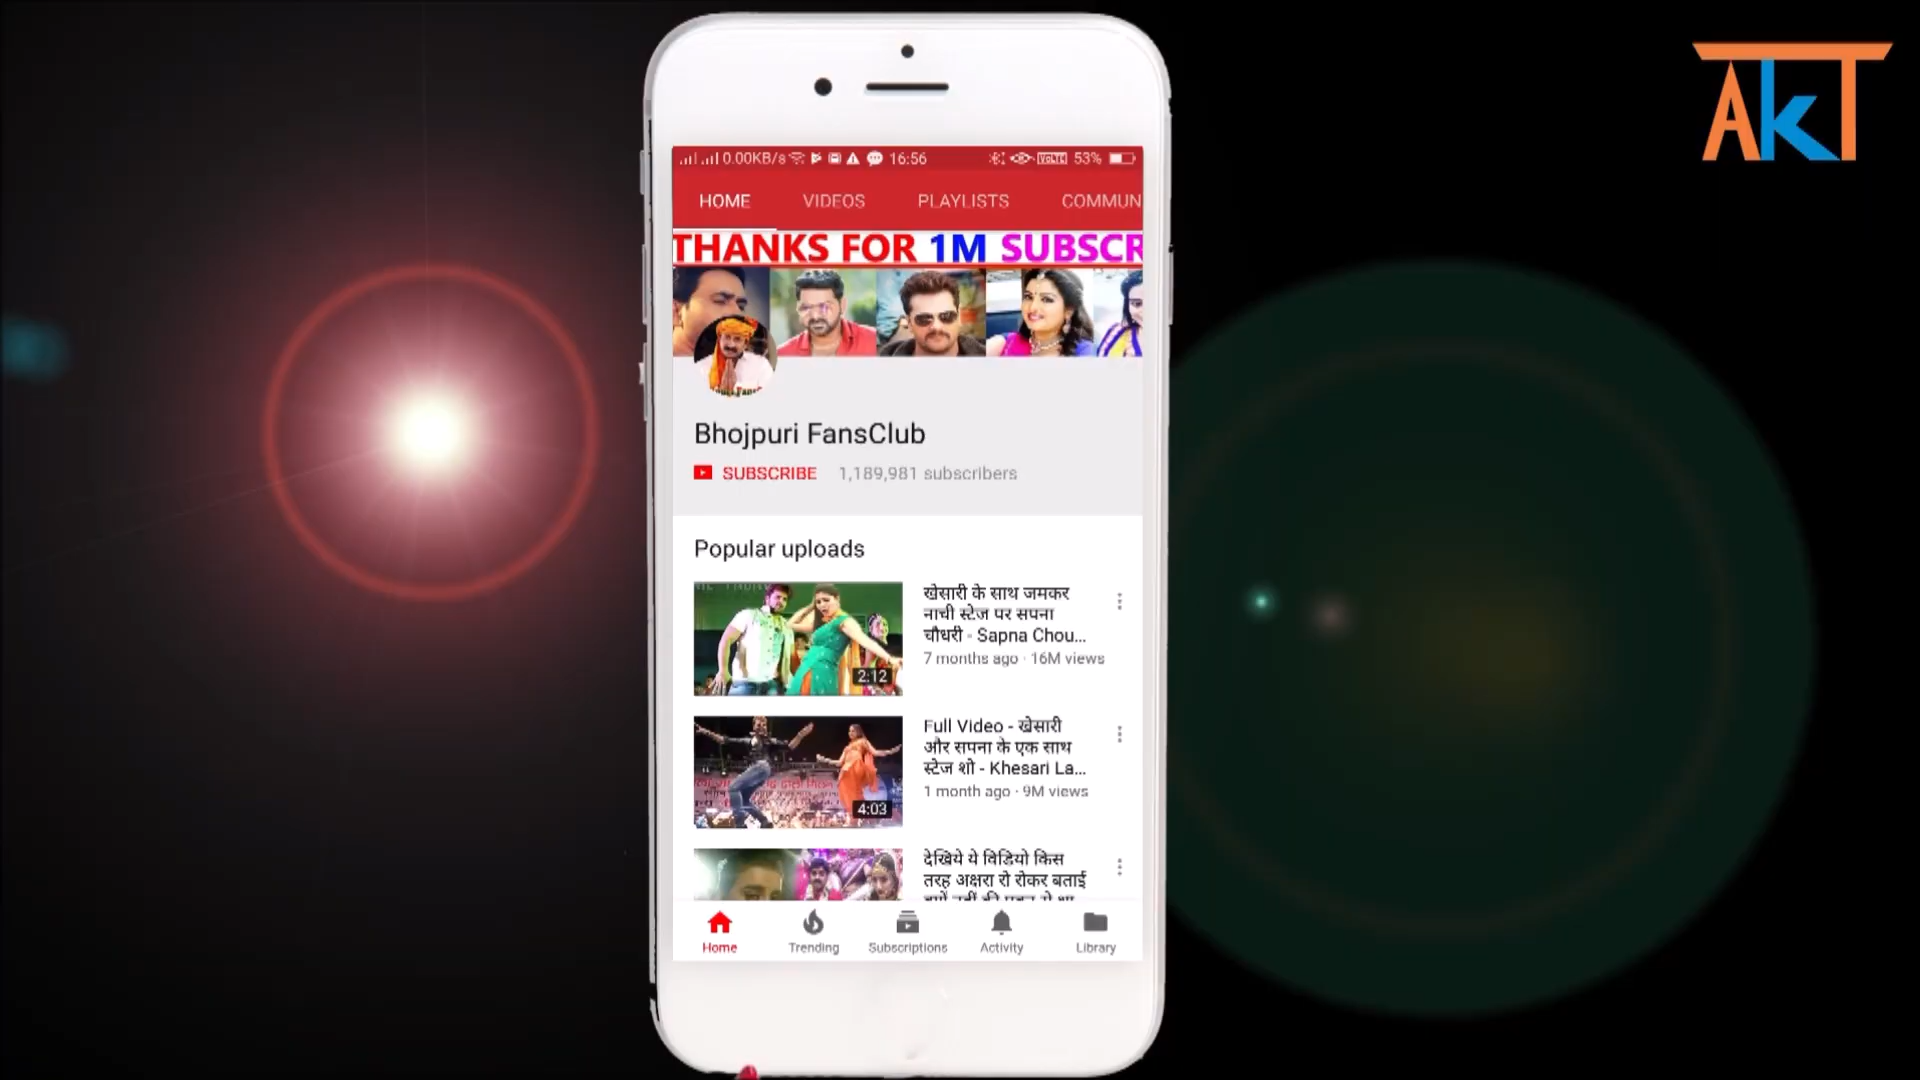 AKT
0.00KB/s 16:56 VoLTE 53%
HOME VIDEOS PLAYLISTS COMMUN
THANKS FOR 1M SUBSCR
Bhojpuri FansClub
SUBSCRIBE 1,189,981 subscribers
Popular uploads
खेसारी के साथ जमकर
नाची स्टेज पर सपना
चौधरी - Sapna Chou...
7 months ago · 16M views
2:12
Full Video - खेसारी
और सपना के एक साथ
स्टेज शो - Khesari La...
1 month ago · 9M views
4:03
देखिये ये विडियो किस
तरह अक्षरा रो रोकर बताई
Home Trending Subscriptions Activity Library